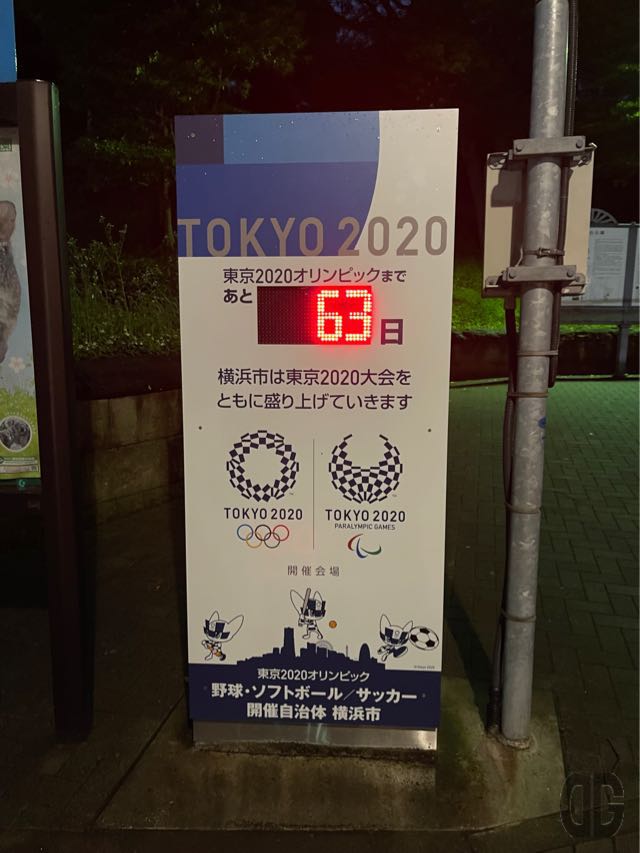 TOKYO 2020
東京2020オリンピックまで
あと
63日
横浜市は東京2020大会を
ともに盛り上げていきます
TOKYO 2020
TOKYO 2020
PARALYMPIC GAMES
開催会場
東京2020オリンピック
野球・ソフトボール/サッカー
開催自治体 横浜市